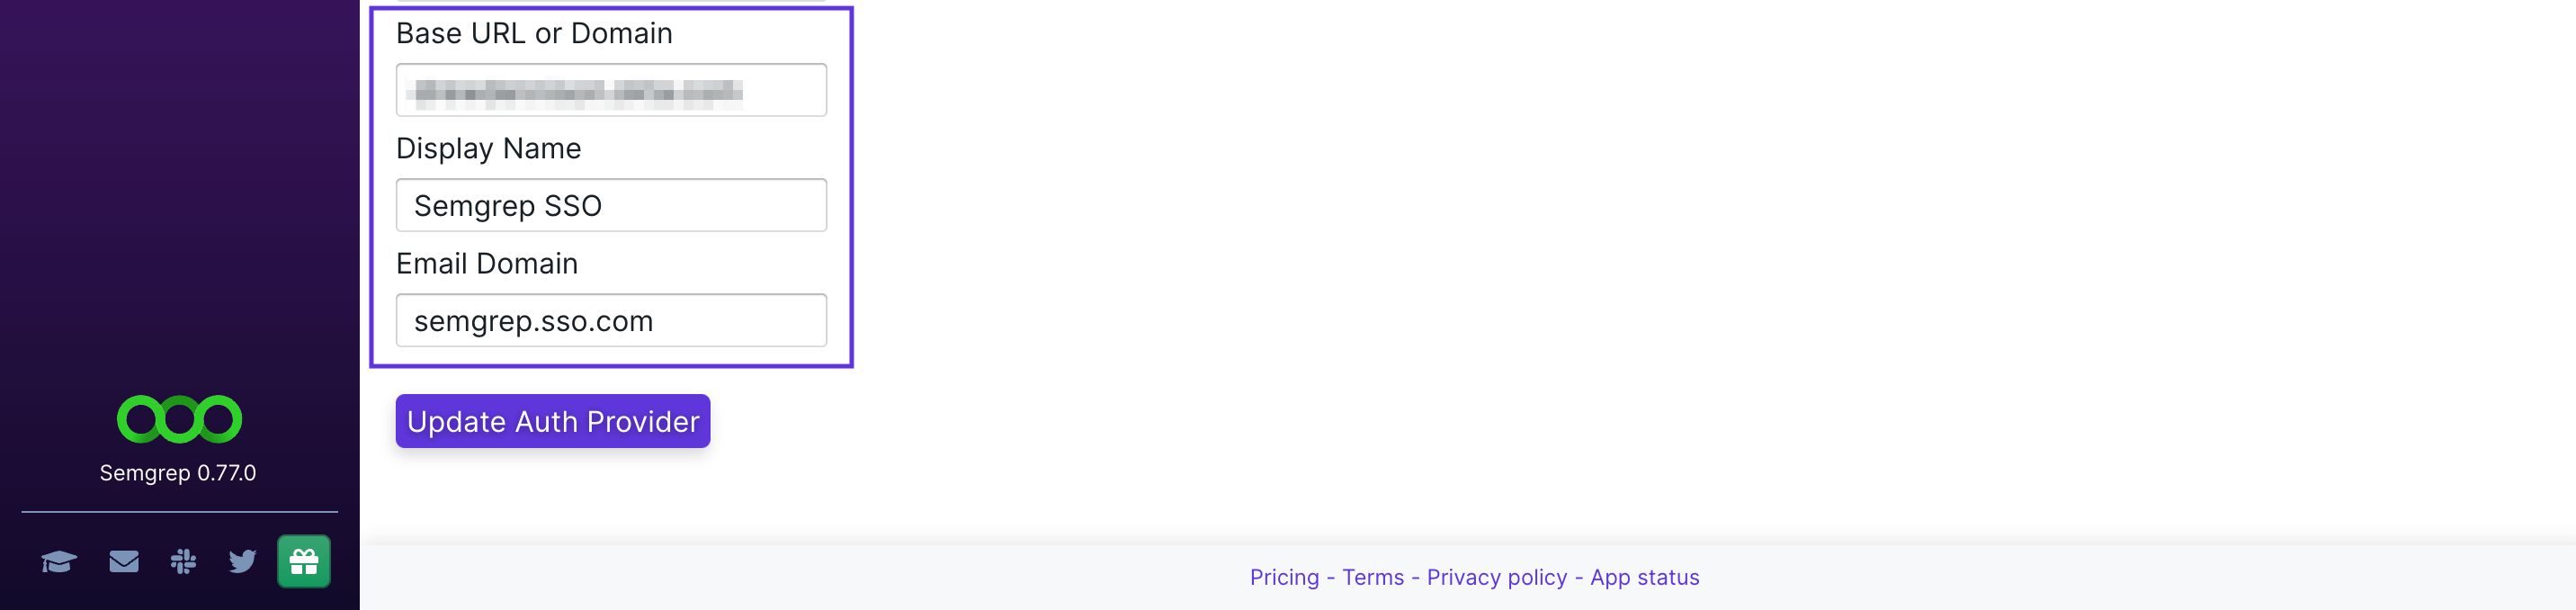 Base URL or Domain
Display Name
Semgrep SSO
Email Domain
semgrep.sso.com
Update Auth Provider
Semgrep 0.77.0
Pricing - Terms - Privacy policy - App status